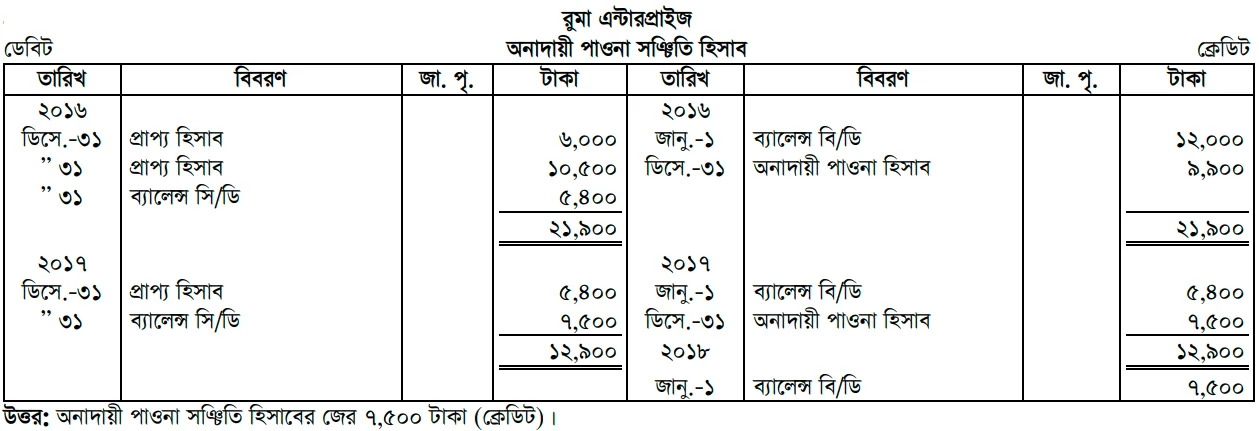 রুমা এন্টারপ্রাইজ
ডেবিট অনাদায়ী পাওনা সঞ্চিতি হিসাব ক্রেডিট
তারিখ বিবরণ জা. পৃ. টাকা তারিখ বিবরণ জা. পৃ. টাকা
২০১৬ ২০১৬
ডিসে.-৩১ প্রাপ্য হিসাব ৬,০০০ জানু.-১ ব্যালেন্স বি/ডি ১২,০০০
” ৩১ প্রাপ্য হিসাব ১০,৫০০ ডিসে.-৩১ অনাদায়ী পাওনা হিসাব ৯,৯০০
” ৩১ ব্যালেন্স সি/ডি ৫,৪০০
২১,৯০০ ২১,৯০০
২০১৭ ২০১৭
ডিসে.-৩১ প্রাপ্য হিসাব ৫,৪০০ জানু.-১ ব্যালেন্স বি/ডি ৫,৪০০
” ৩১ ব্যালেন্স সি/ডি ৭,৫০০ ডিসে.-৩১ অনাদায়ী পাওনা হিসাব ৭,৫০০
১২,৯০০ ২০১৮ ১২,৯০০
জানু.-১ ব্যালেন্স বি/ডি ৭,৫০০
উত্তর: অনাদায়ী পাওনা সঞ্চিতি হিসাবের জের ৭,৫০০ টাকা (ক্রেডিট)।